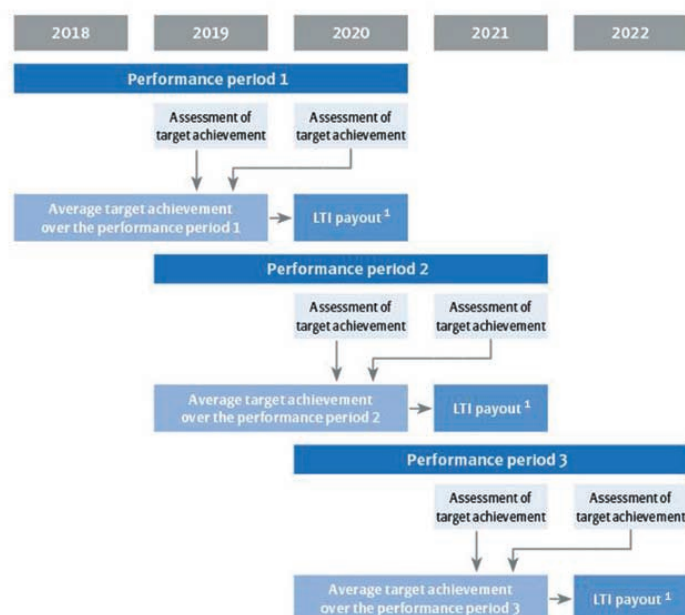 2018 2019 2020 2021 2022
Performance period 1
Assessment of target achievement
Assessment of target achievement
Average target achievement
over the performance period 1
LTI payout ¹
Performance period 2
Assessment of target achievement
Assessment of target achievement
Average target achievement
over the performance period 2
LTI payout ¹
Performance period 3
Assessment of target achievement
Assessment of target achievement
Average target achievement
over the performance period 3
LTI payout ¹